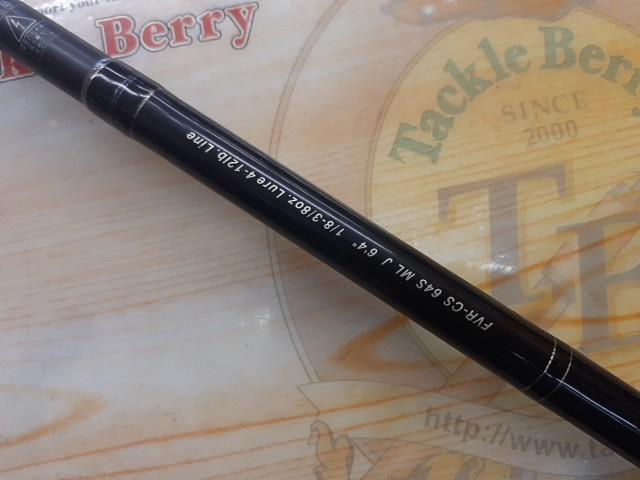 Berry
Tackle Berry
SINCE
2000
TB
FVR-CS 64S ML J 6'4" 1/8-3/8oz. Lure 4-12lb. Line
http://www.ta